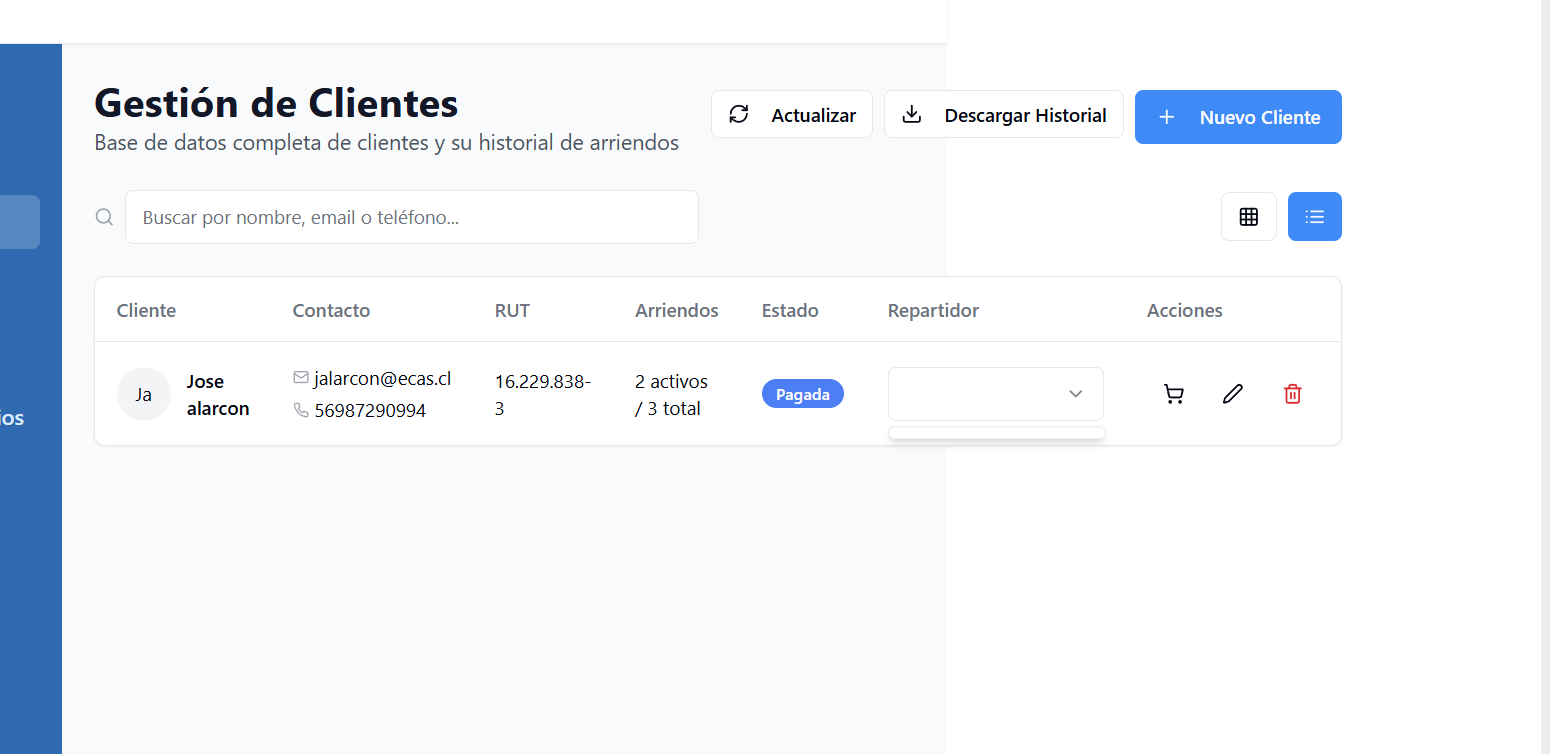 Gestión de Clientes
Base de datos completa de clientes y su historial de arriendos
Actualizar
Descargar Historial
Nuevo Cliente
Buscar por nombre, email o teléfono...
Cliente Contacto RUT Arriendos Estado Repartidor Acciones
Ja
Jose
alarcon
jalarcon@ecas.cl
56987290994
16.229.838-
3
2 activos
/ 3 total
Pagada
ios